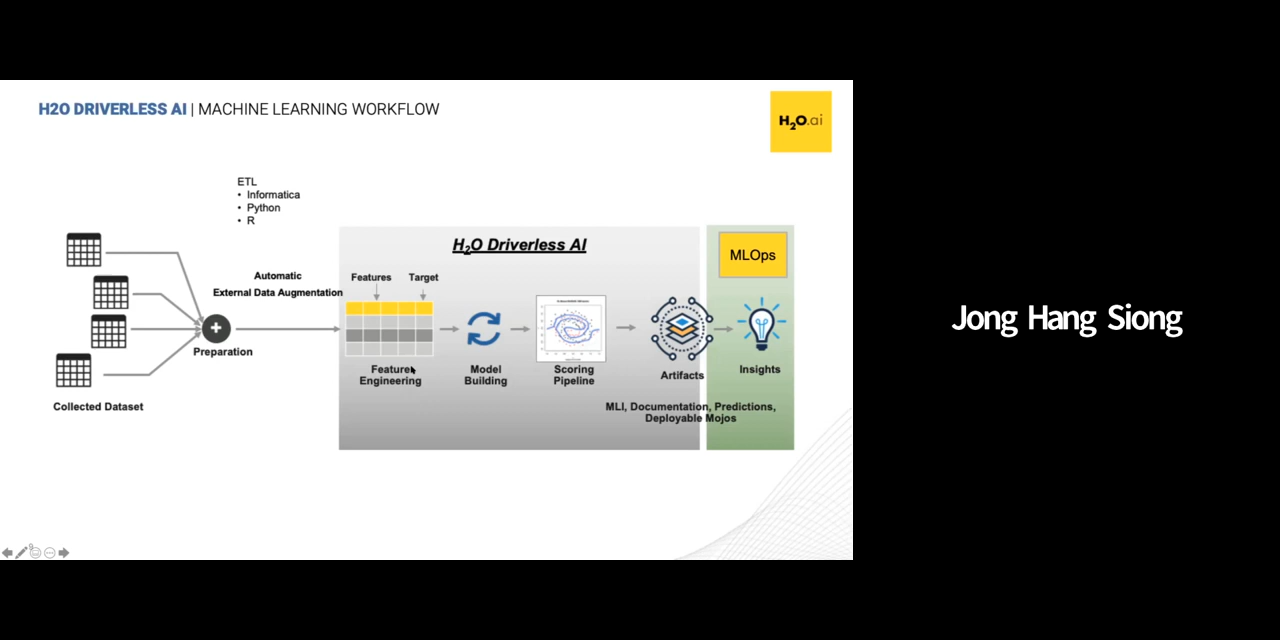 H2O DRIVERLESS AI | MACHINE LEARNING WORKFLOW
H2O.ai
ETL
• Informatica
• Python
• R
H2O Driverless AI
MLOps
Automatic
External Data Augmentation
Features
Target
Preparation
Feature
Engineering
Model
Building
Scoring
Pipeline
Artifacts
Insights
Collected Dataset
MLI, Documentation, Predictions,
Deployable Mojos
Jong Hang Siong